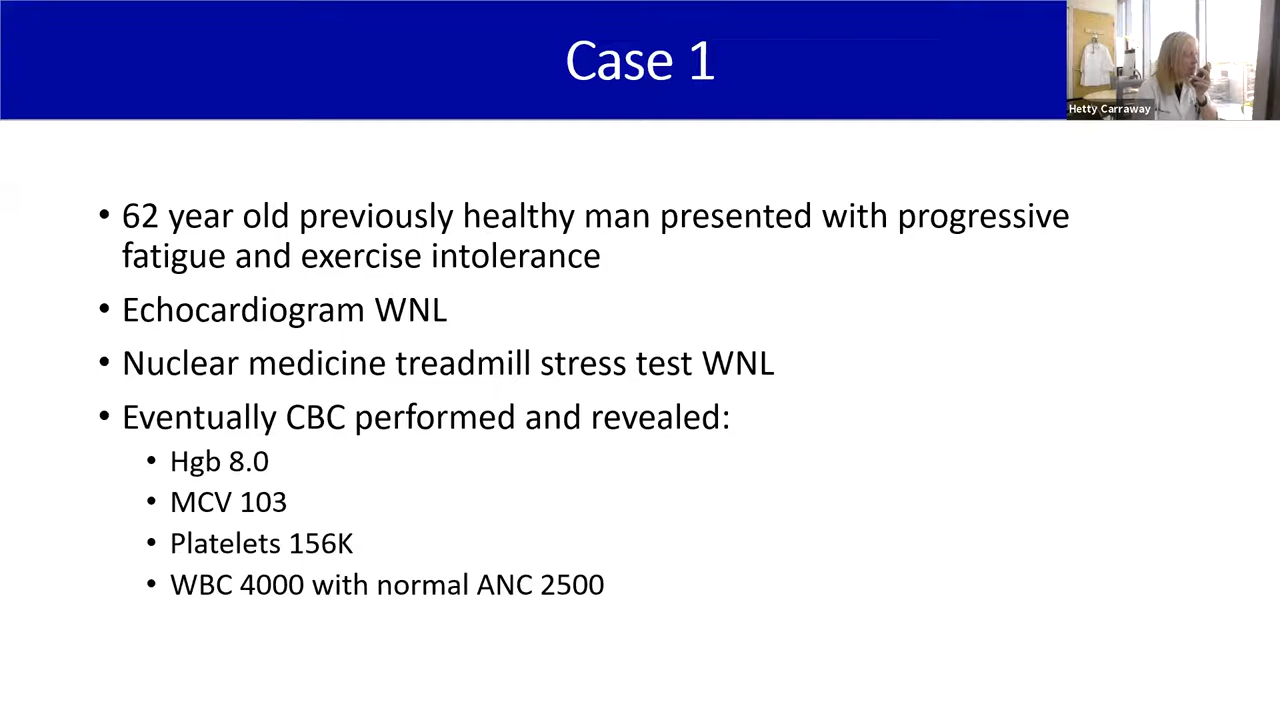 Case 1
Hetty Carraway
• 62 year old previously healthy man presented with progressive
fatigue and exercise intolerance
• Echocardiogram WNL
• Nuclear medicine treadmill stress test WNL
• Eventually CBC performed and revealed:
• Hgb 8.0
• MCV 103
• Platelets 156K
• WBC 4000 with normal ANC 2500